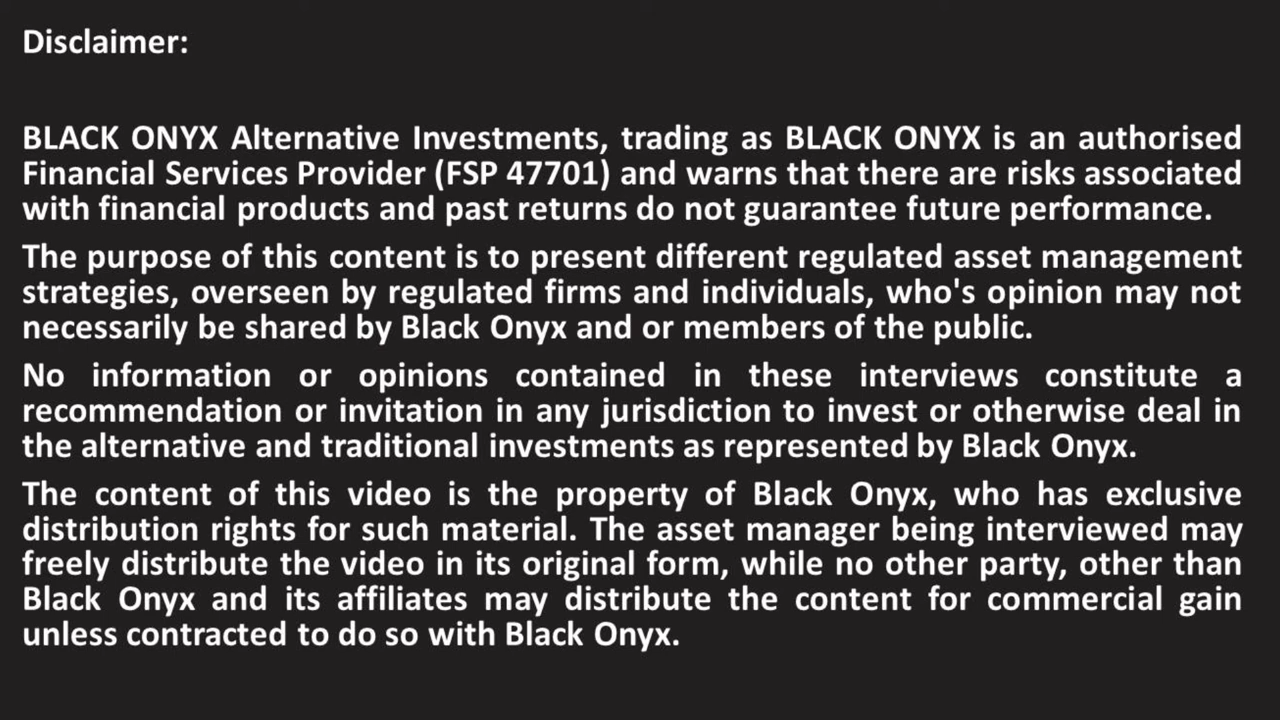 Disclaimer:
BLACK ONYX Alternative Investments, trading as BLACK ONYX is an authorised
Financial Services Provider (FSP 47701) and warns that there are risks associated
with financial products and past returns do not guarantee future performance.
The purpose of this content is to present different regulated asset management
strategies, overseen by regulated firms and individuals, who's opinion may not
necessarily be shared by Black Onyx and or members of the public.
No information or opinions contained in these interviews constitute a
recommendation or invitation in any jurisdiction to invest or otherwise deal in
the alternative and traditional investments as represented by Black Onyx.
The content of this video is the property of Black Onyx, who has exclusive
distribution rights for such material. The asset manager being interviewed may
freely distribute the video in its original form, while no other party, other than
Black Onyx and its affiliates may distribute the content for commercial gain
unless contracted to do so with Black Onyx.